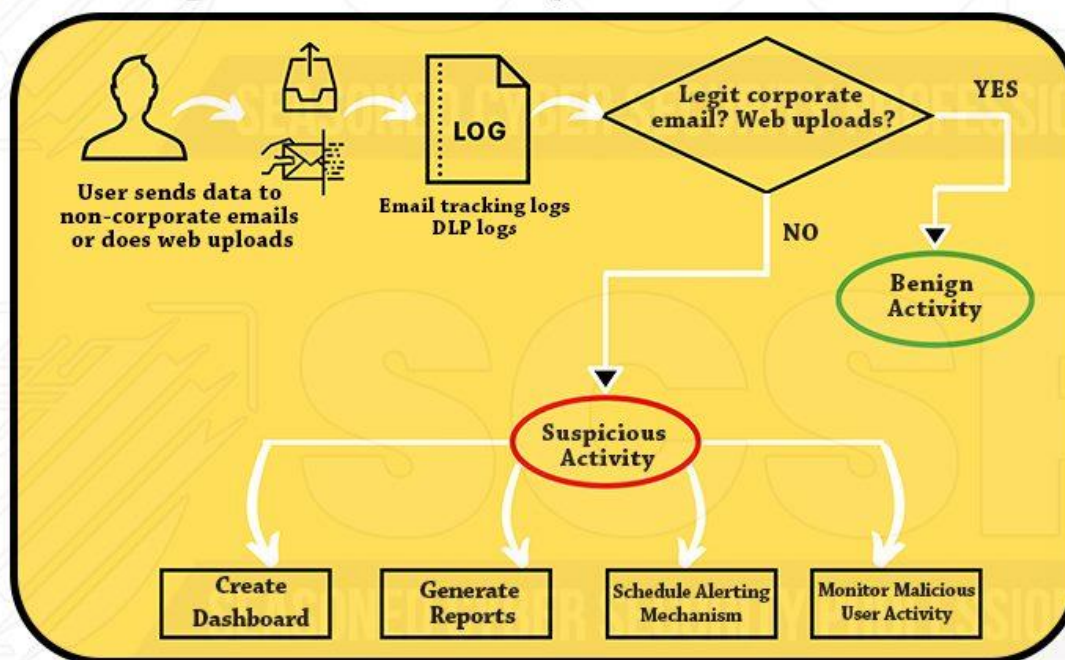 User sends data to
non-corporate emails
or does web uploads
LOG
Email tracking logs
DLP logs
Legit corporate
email? Web uploads?
YES
NO
Benign
Activity
Suspicious
Activity
Create
Dashboard
Generate
Reports
Schedule Alerting
Mechanism
Monitor Malicious
User Activity